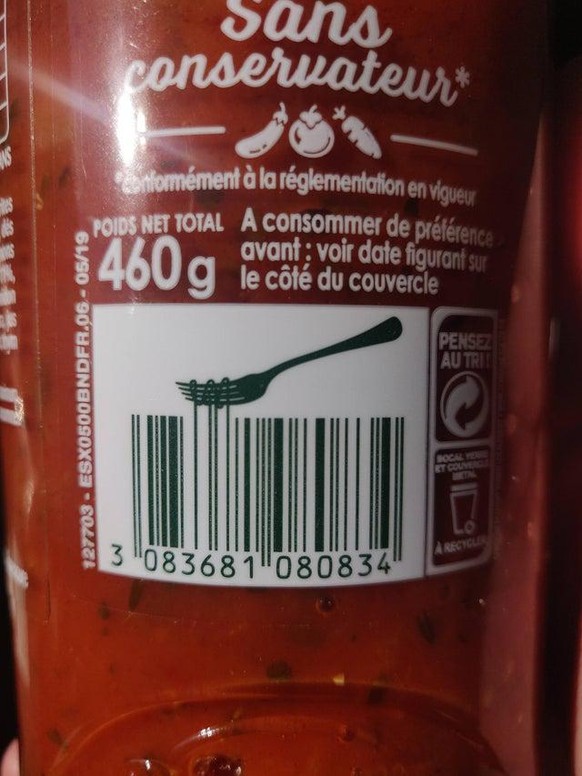 Sans
conservateur*
*conformément à la réglementation en vigueur
POIDS NET TOTAL
460g
A consommer de préférence
avant : voir date figurant sur
le côté du couvercle
127703 - ESX0500BNDFR.06 - 05/19
3 083681 080834
PENSEZ
AU TRI !
BOCAL VERRE
ET COUVERCLE
METAL
À RECYCLER